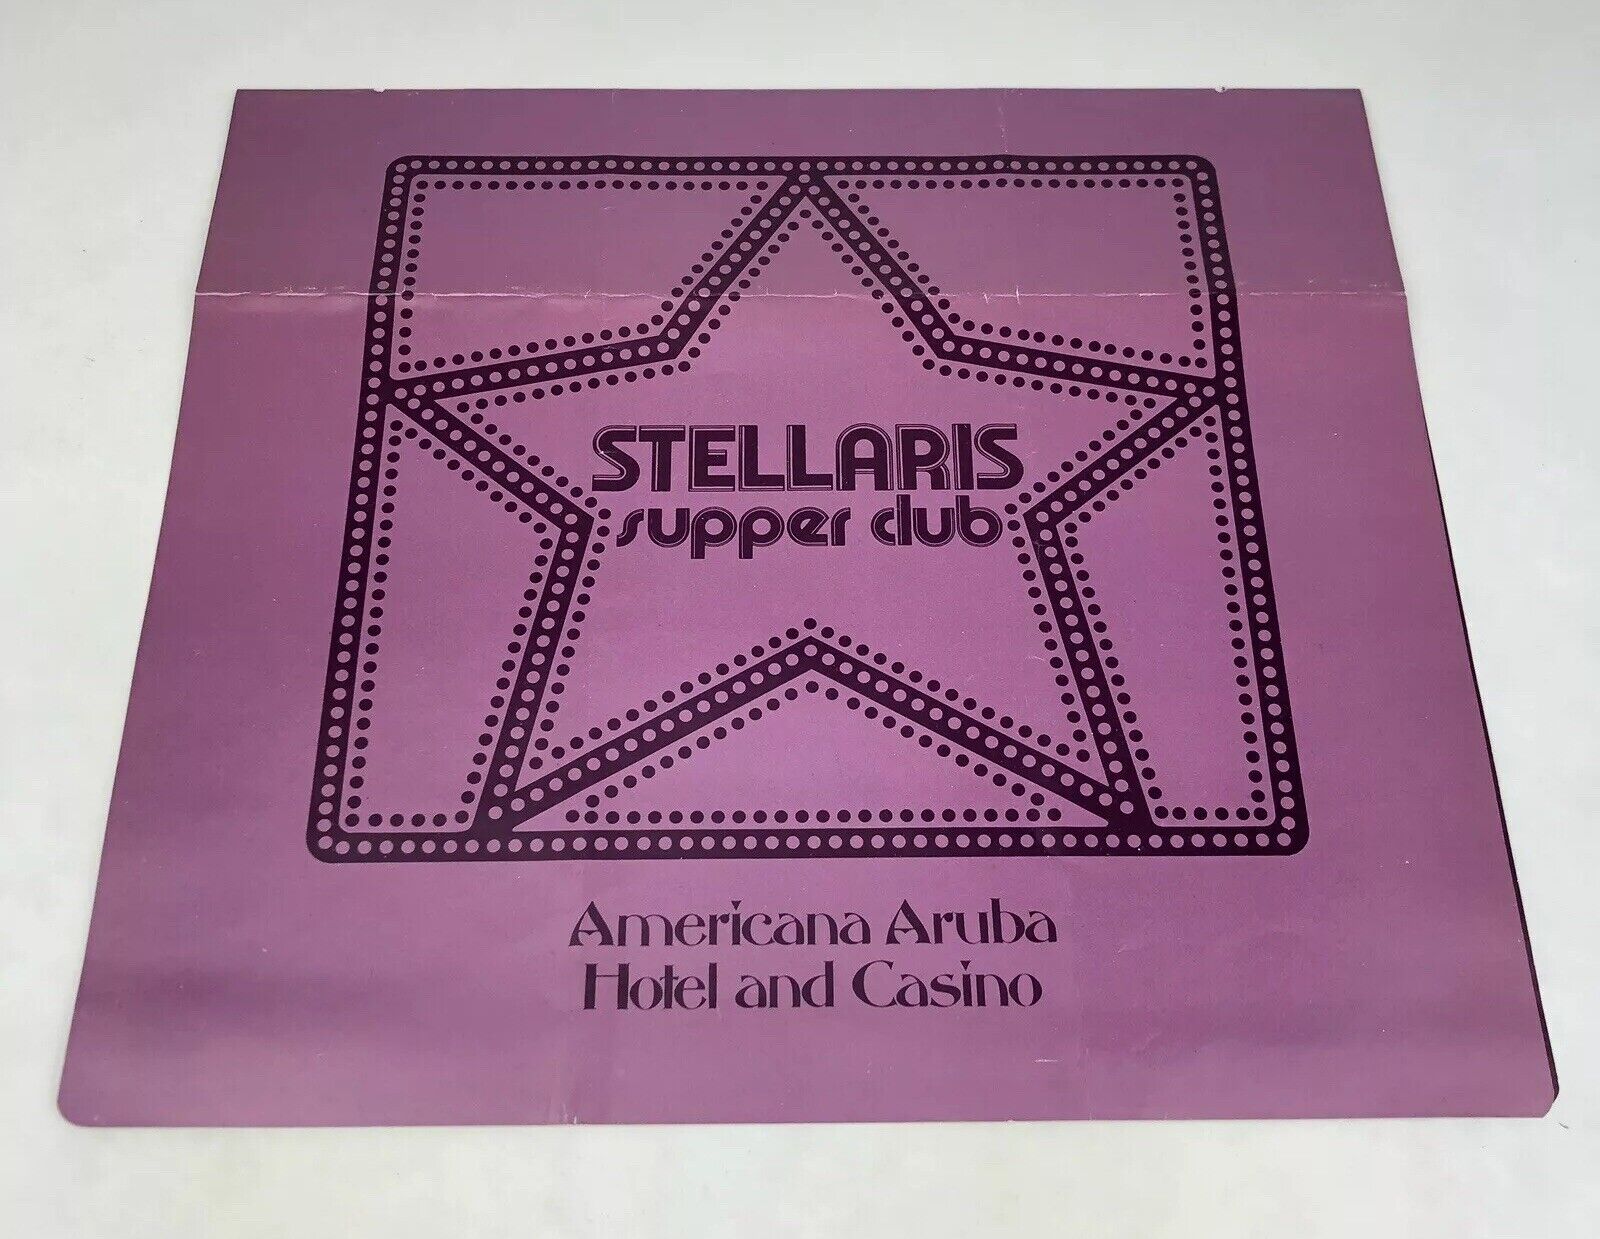 STELLARIS
supper club
Americana Aruba
Hotel and Casino